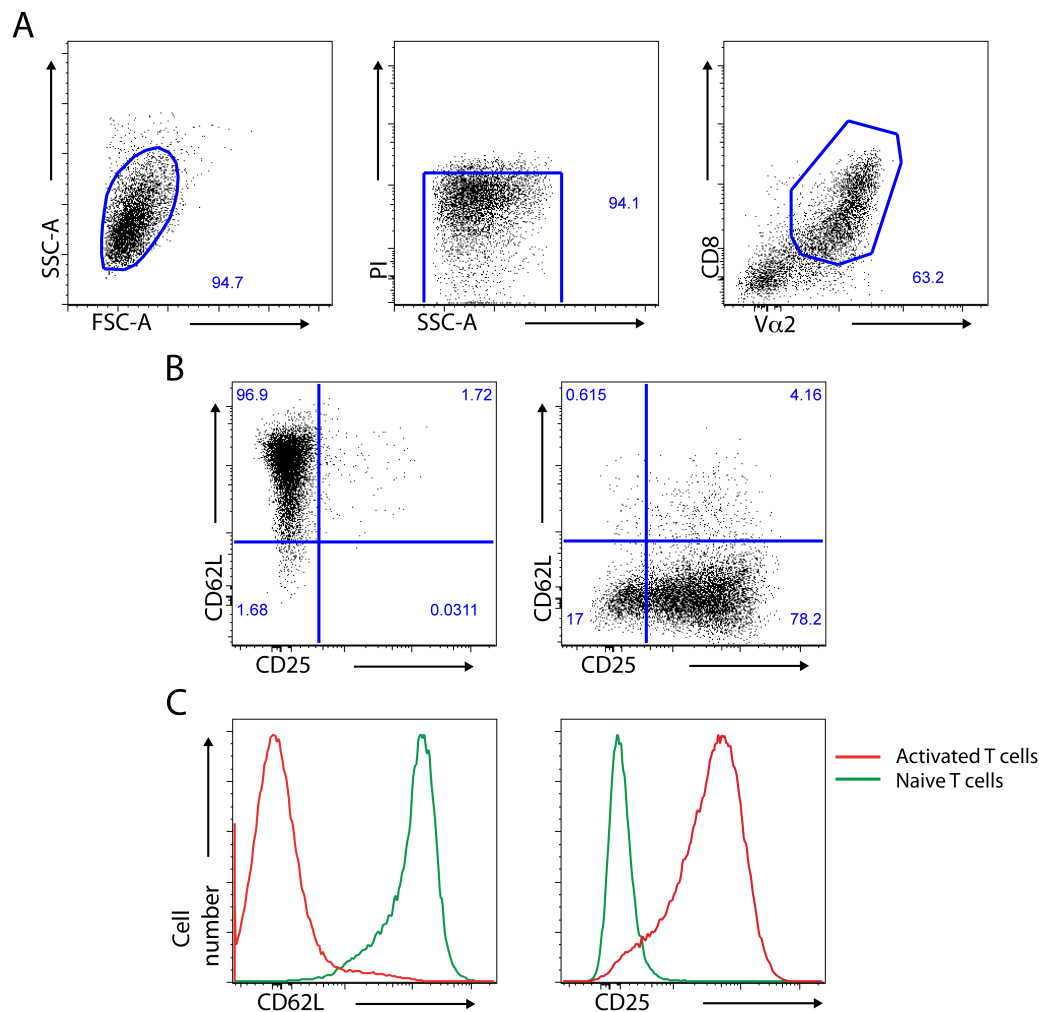 A
SSC-A
94.7
FSC-A
PI
94.1
SSC-A
CD8
63.2
Vα2
B
96.9
1.72
CD62L
1.68
0.0311
CD25
0.615
4.16
CD62L
17
78.2
CD25
C
Cell
number
CD62L
CD25
Activated T cells
Naive T cells